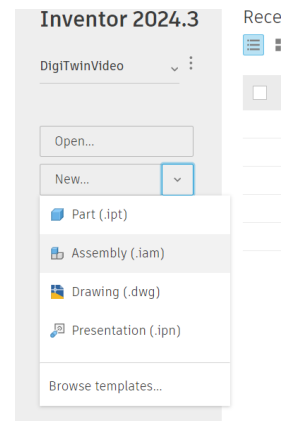 Inventor 2024.3
Rece
DigiTwinVideo
Open...
New...
Part (.ipt)
Assembly (.iam)
Drawing (.dwg)
Presentation (.ipn)
Browse templates...